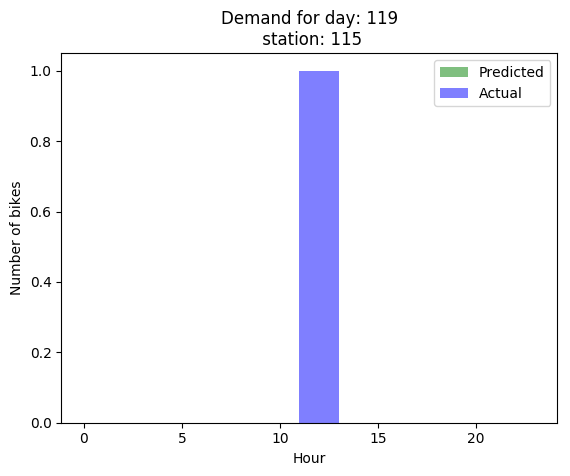 Demand for day: 119
station: 115
Predicted
Actual
1.0
0.8
0.6
0.4
0.2
0.0
Number of bikes
0 5 10 15 20
Hour